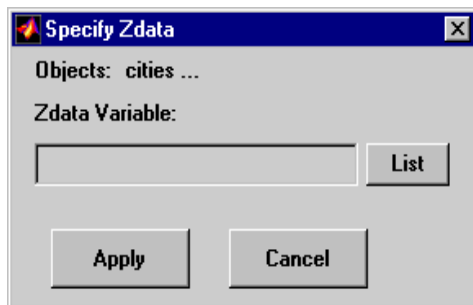 Specify Zdata
Objects: cities ...
Zdata Variable:
List
Apply Cancel